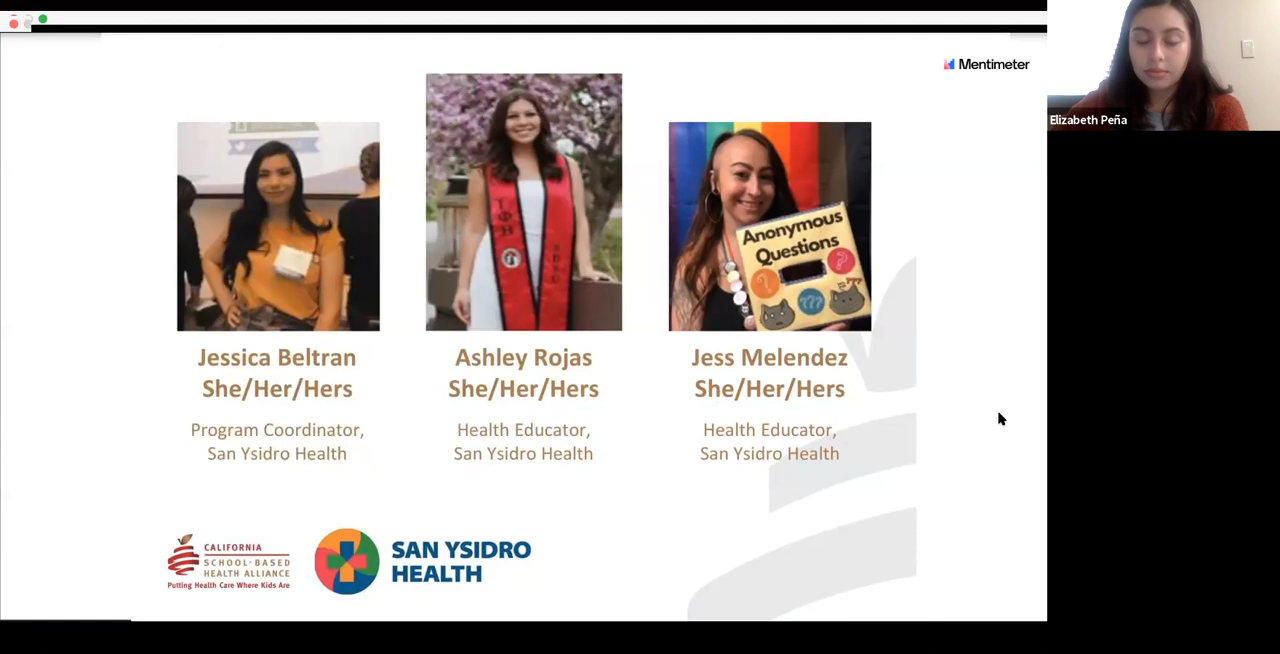 Mentimeter
Elizabeth Peña
Anonymous
Questions
?
?
???
??
ΓΦΒ
SDSU
Jessica Beltran
She/Her/Hers
Program Coordinator,
San Ysidro Health
Ashley Rojas
She/Her/Hers
Health Educator,
San Ysidro Health
Jess Melendez
She/Her/Hers
Health Educator,
San Ysidro Health
CALIFORNIA
SCHOOL-BASED
HEALTH ALLIANCE
Putting Health Care Where Kids Are
SAN YSIDRO
HEALTH